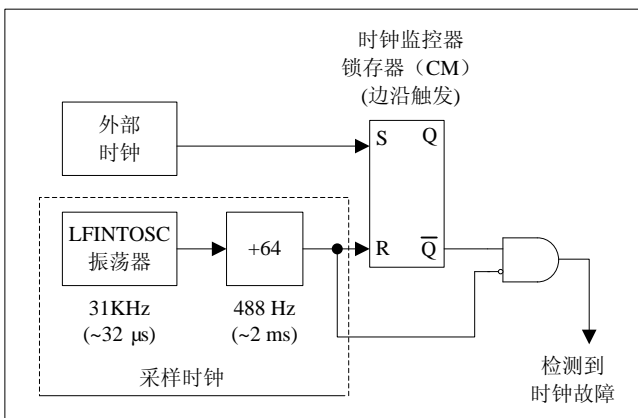 时钟监控器
锁存器（CM）
(边沿触发)
外部
时钟
S
Q
LFINTOSC
振荡器
+64
R
Q
31KHz
(~32 µs)
488 Hz
(~2 ms)
采样时钟
检测到
时钟故障